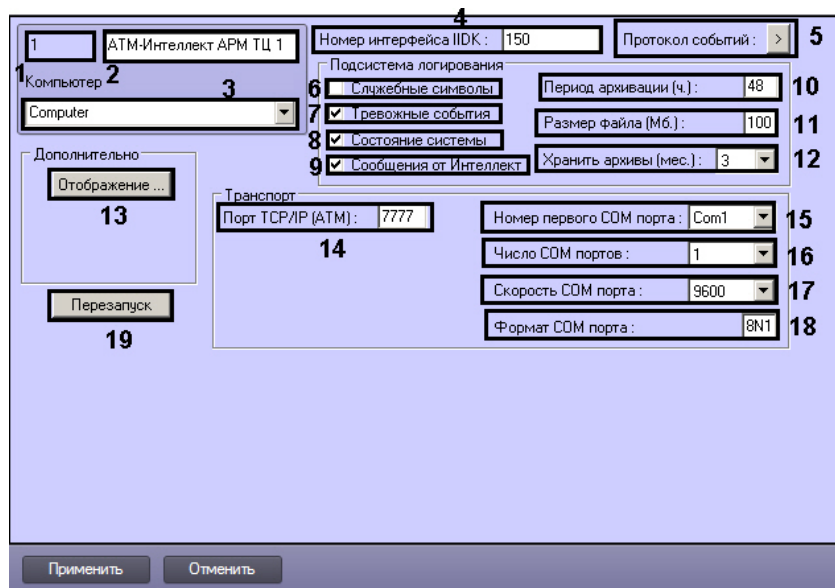 4
1 АТМ-Интеллект АРМ ТЦ 1 Номер интерфейса IIDK : 150 Протокол событий : > 5
1 Компьютер 2 3
Computer
Подсистема логирования
6 Служебные символы Период архивации (ч.) : 48 10
7 Тревожные события Размер файла (Мб.) : 100 11
8 Состояние системы
9 Сообщения от Интеллект Хранить архивы (мес.) : 3 12
Дополнительно
Отображение ...
13
Транспорт
Порт TCP/IP (ATM) : 7777 Номер первого COM порта : Com1 15
14 Число COM портов : 1 16
Скорость COM порта : 9600 17
Формат COM порта : 8N1 18
Перезапуск
19
Применить Отменить